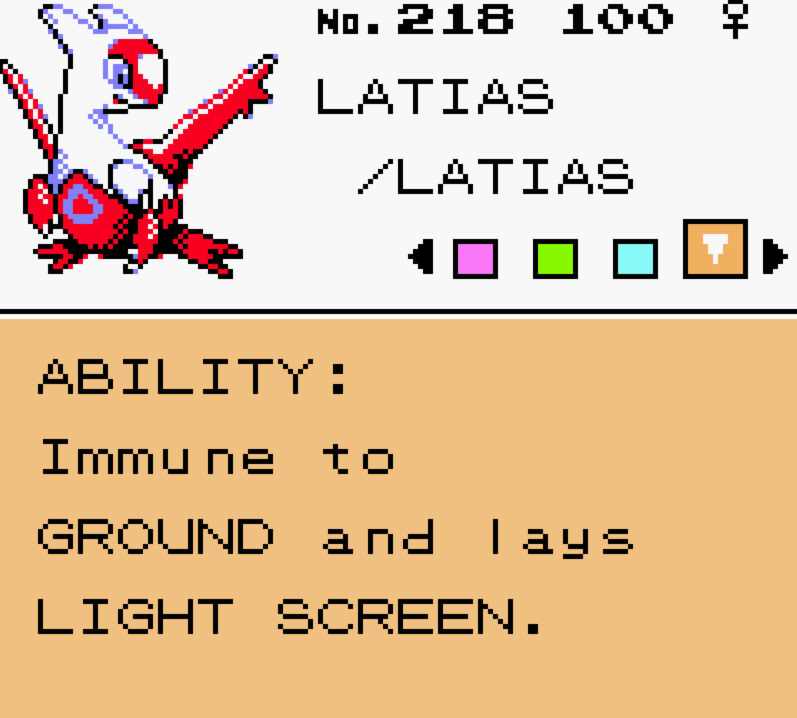 No.218 100 ♀
LATIAS
/LATIAS
ABILITY:
Immune to
GROUND and lays
LIGHT SCREEN.